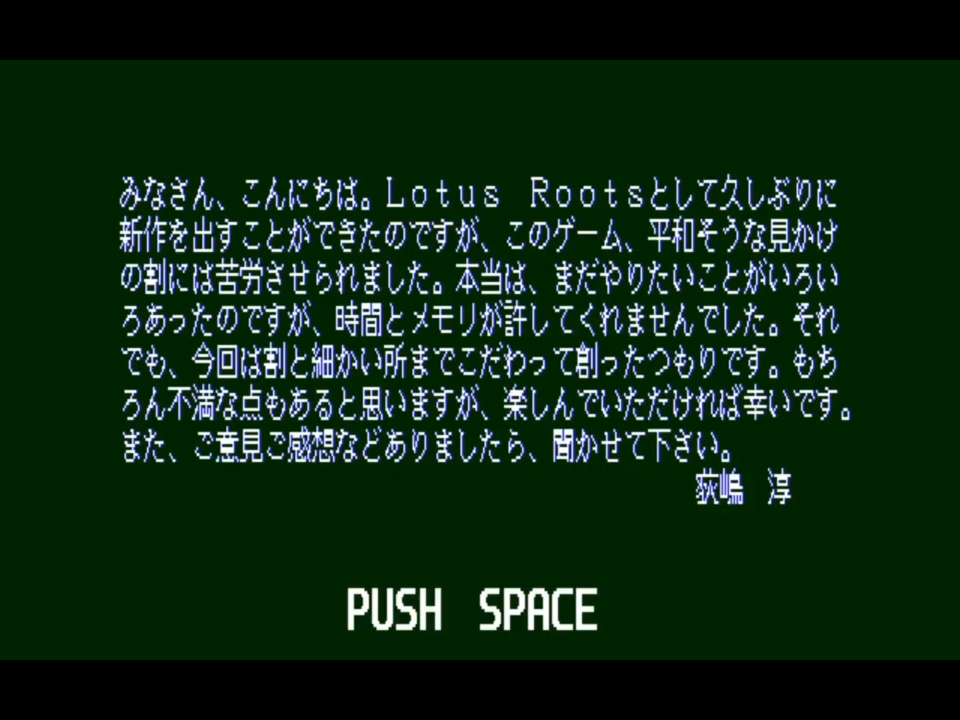 みなさん、こんにちは。Lotus Rootsとして久しぶりに
新作を出すことができたのですが、このゲーム、平和そうな見かけ
の割には苦労させられました。本当は、まだやりたいことがいろい
ろあったのですが、時間とメモリが許してくれませんでした。それ
でも、今回は割と細かい所までこだわって創ったつもりです。もち
ろん不満な点もあると思いますが、楽しんでいただければ幸いです。
また、ご意見ご感想などありましたら、聞かせて下さい。
荻嶋 淳
PUSH SPACE